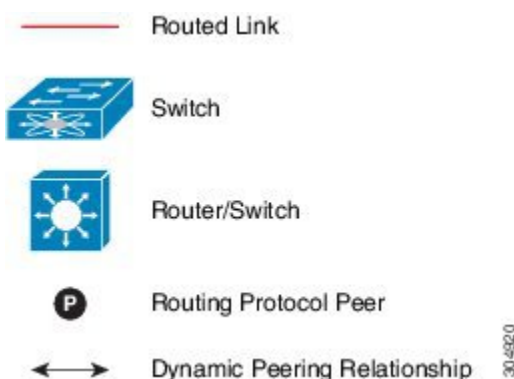 Routed Link
Switch
Router/Switch
P
Routing Protocol Peer
Dynamic Peering Relationship
304920